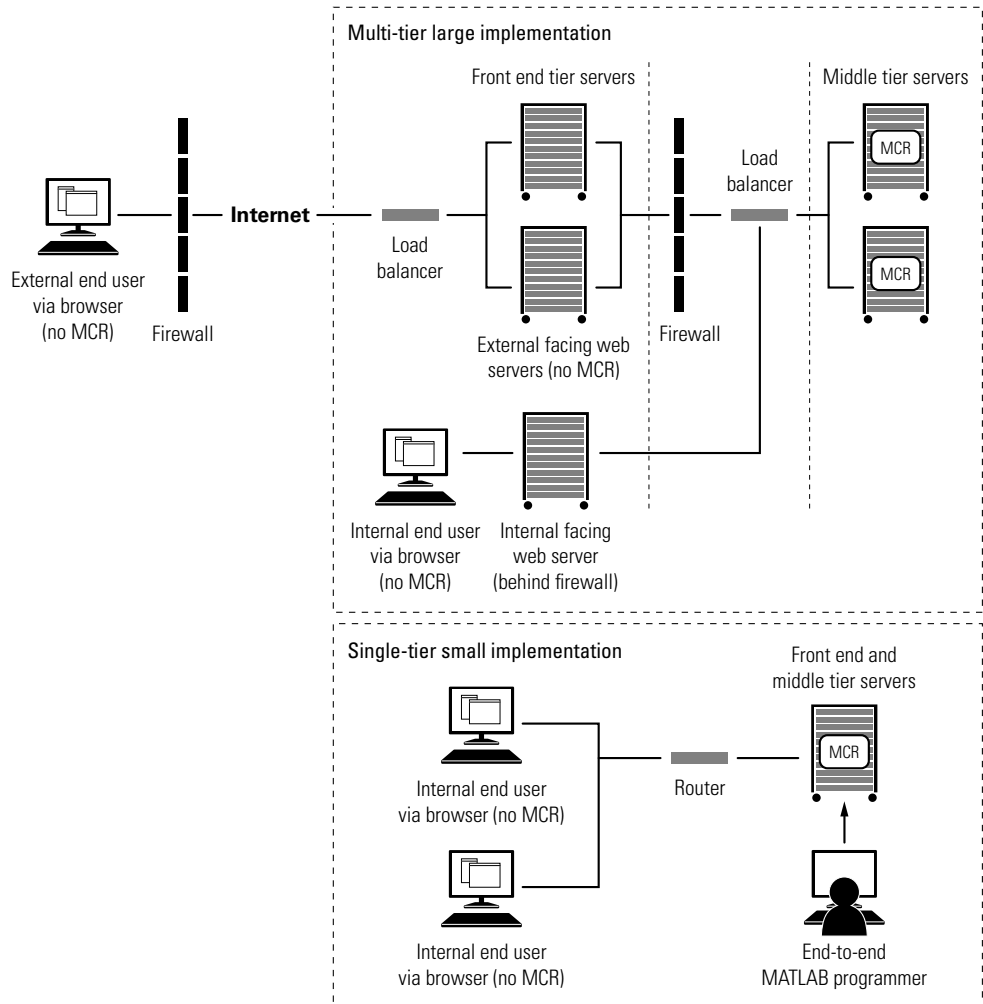 Multi-tier large implementation
Front end tier servers
Middle tier servers
MCR
Load
balancer
Internet
Load
balancer
MCR
External end user
via browser
(no MCR)
Firewall
External facing web
servers (no MCR)
Firewall
Internal end user
via browser
(no MCR)
Internal facing
web server
(behind firewall)
Single-tier small implementation
Front end and
middle tier servers
MCR
Internal end user
via browser (no MCR)
Router
Internal end user
via browser (no MCR)
End-to-end
MATLAB programmer